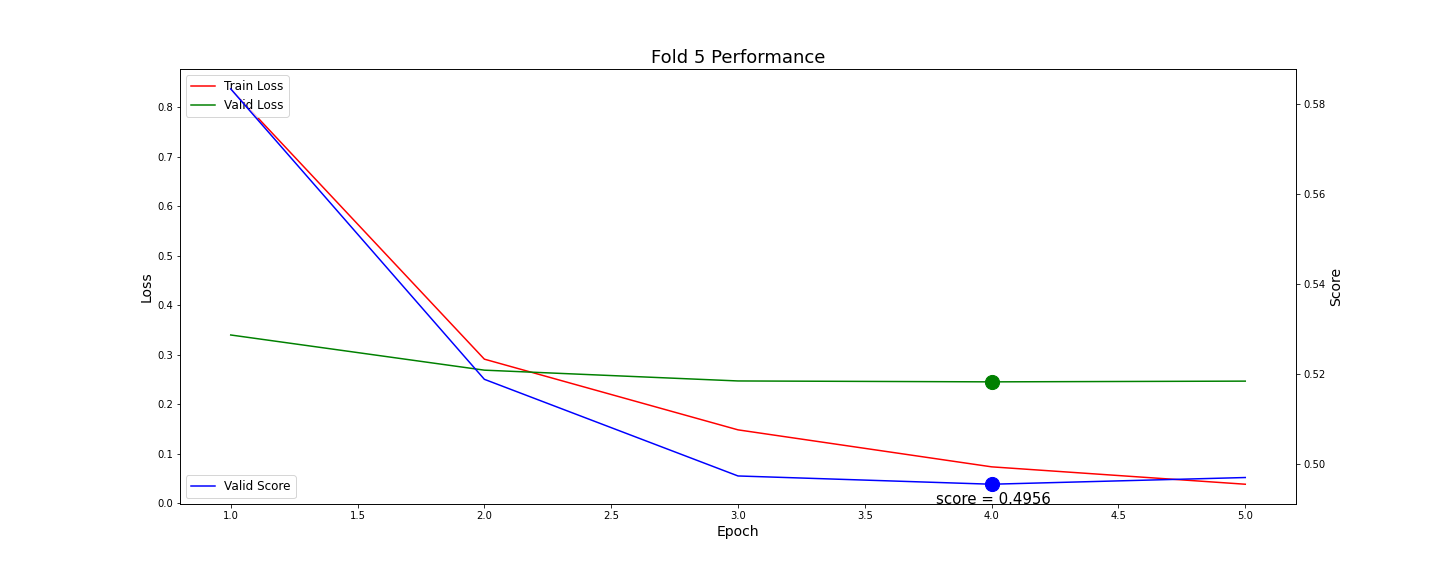 Fold 5 Performance
Train Loss
Valid Loss
0.8
0.7
0.6
0.5
0.4
0.3
0.2
0.1
0.0
Loss
0.58
0.56
0.54
0.52
0.50
Score
Valid Score
score = 0.4956
1.0 1.5 2.0 2.5 3.0 3.5 4.0 4.5 5.0
Epoch